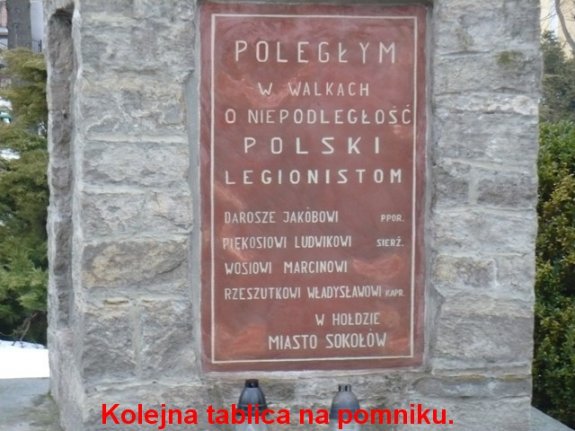 POLEGŁYM
W WALKACH
O NIEPODLEGŁOŚĆ
POLSKI
LEGIONISTOM
DAROSZE JAKÓBOWI PPOR.
PIĘKOSIOWI LUDWIKOWI SIERŻ.
WOSIOWI MARCINOWI
RZESZUTKOWI WŁADYSŁAWOWI KAPR.
W HOŁDZIE
MIASTO SOKOŁÓW
Kolejna tablica na pomniku.